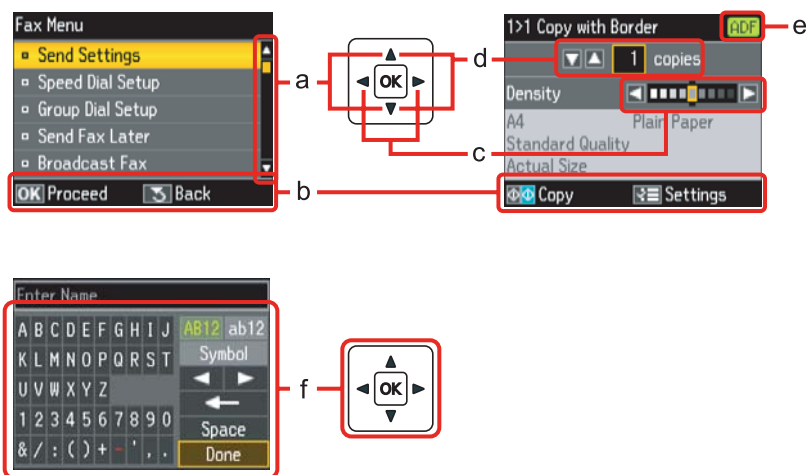 Fax Menu
Send Settings
Speed Dial Setup
Group Dial Setup
Send Fax Later
Broadcast Fax
OK Proceed Back
a
b
OK
d
c
1>1 Copy with Border ADF
e
1 copies
Density
A4 Plain Paper
Standard Quality
Actual Size
Copy Settings
Enter Name
A B C D E F G H I J AB12 ab12
K L M N O P Q R S T Symbol
U V W X Y Z
1 2 3 4 5 6 7 8 9 0 Space
& / : ( ) + - ' , . Done
f
OK